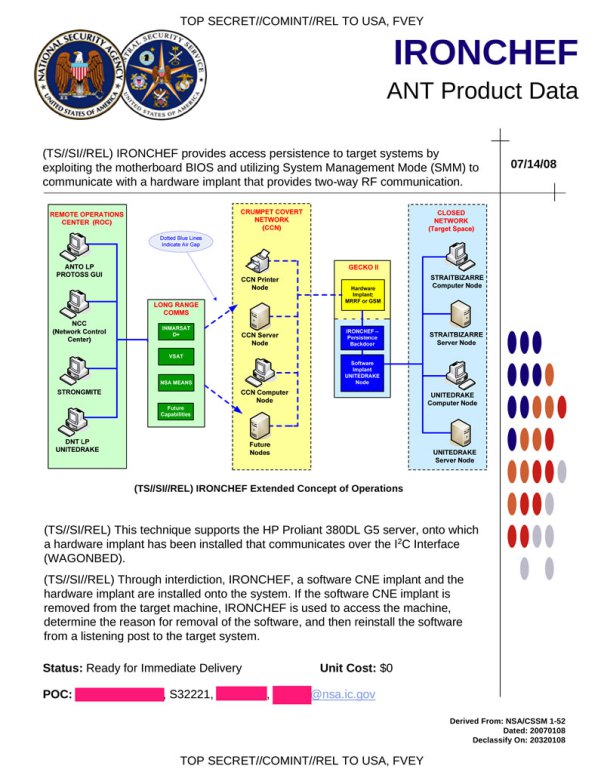 TOP SECRET//COMINT//REL TO USA, FVEY
NATIONAL SECURITY AGENCY
UNITED STATES OF AMERICA
CENTRAL SECURITY SERVICE
IRONCHEF
ANT Product Data
(TS//SI//REL) IRONCHEF provides access persistence to target systems by
exploiting the motherboard BIOS and utilizing System Management Mode (SMM) to
communicate with a hardware implant that provides two-way RF communication.
07/14/08
REMOTE OPERATIONS
CENTER (ROC)
ANTO LP
PROTOSS GUI
NCC
(Network Control
Center)
STRONGMITE
DNT LP
UNITEDRAKE
Dotted Blue Lines
Indicate Air Gap
LONG RANGE
COMMS
INMARSAT
D+
VSAT
NSA MEANS
Future
Capabilities
CRUMPET COVERT
NETWORK
(CCN)
CCN Printer
Node
CCN Server
Node
CCN Computer
Node
Future
Nodes
GECKO II
Hardware
Implant;
MRRF or GSM
IRONCHEF –
Persistence
Backdoor
Software
Implant
UNITEDRAKE
Node
CLOSED
NETWORK
(Target Space)
STRAITBIZARRE
Computer Node
STRAITBIZARRE
Server Node
UNITEDRAKE
Computer Node
UNITEDRAKE
Server Node
(TS//SI//REL) IRONCHEF Extended Concept of Operations
(TS//SI/REL) This technique supports the HP Proliant 380DL G5 server, onto which
a hardware implant has been installed that communicates over the I²C Interface
(WAGONBED).
(TS//SI//REL) Through interdiction, IRONCHEF, a software CNE implant and the
hardware implant are installed onto the system. If the software CNE implant is
removed from the target machine, IRONCHEF is used to access the machine,
determine the reason for removal of the software, and then reinstall the software
from a listening post to the target system.
Status: Ready for Immediate Delivery Unit Cost: $0
POC: , S32221, , @nsa.ic.gov
Derived From: NSA/CSSM 1-52
Dated: 20070108
Declassify On: 20320108
TOP SECRET//COMINT//REL TO USA, FVEY